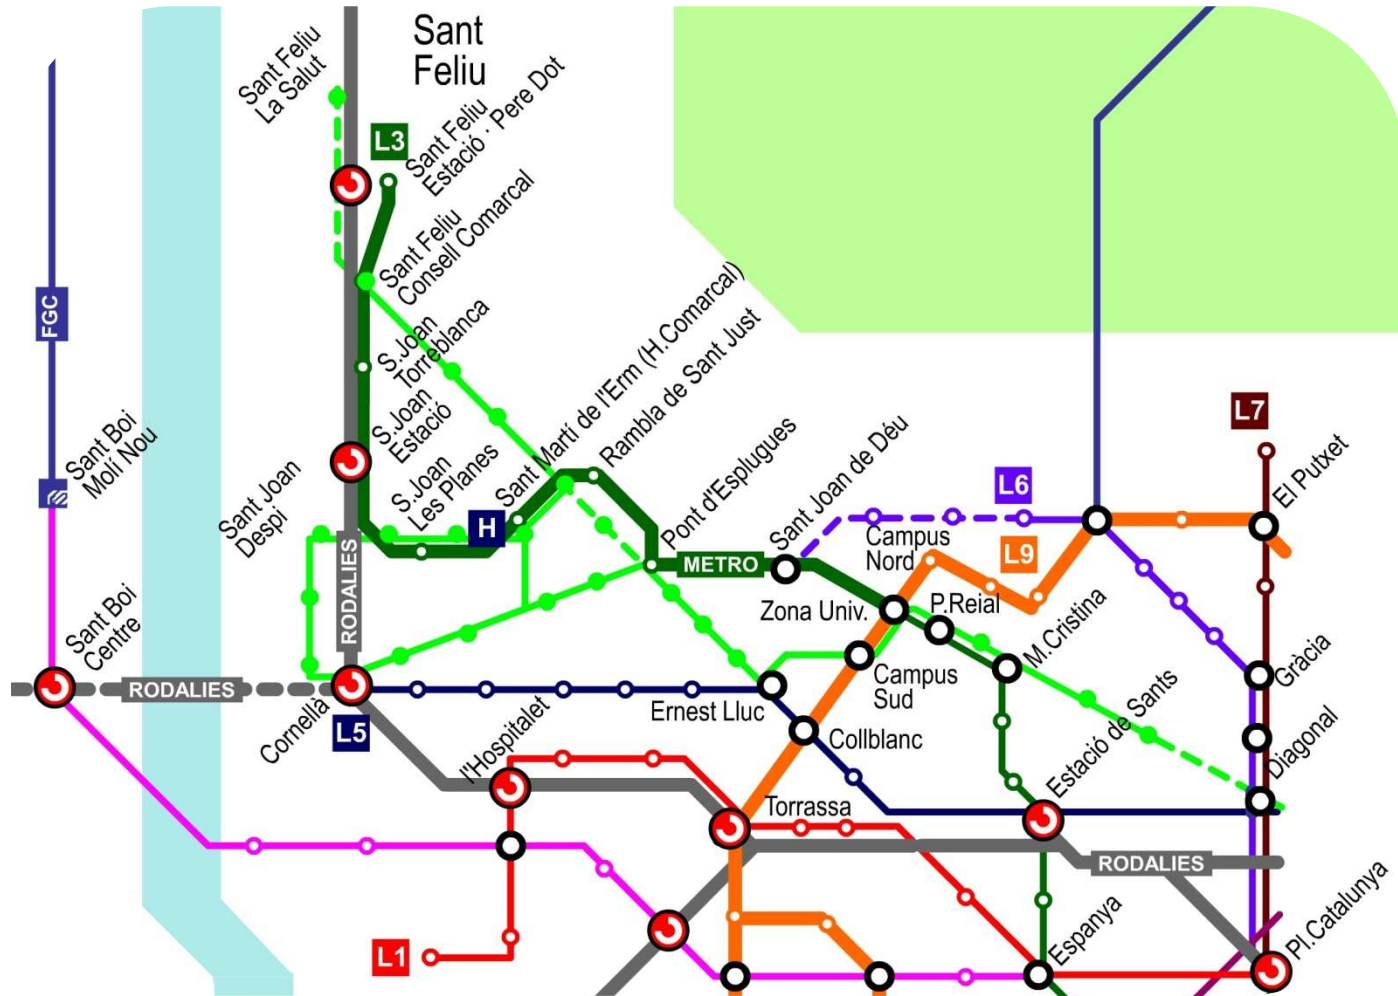 Sant
Feliu
Sant Feliu
La Salut
L3
Sant Feliu
Estació · Pere Dot
Sant Feliu
Consell Comarcal
FGC
S.Joan
Torreblanca
S.Joan
Estació
S.Joan
Les Planes
Sant Martí de l'Erm (H.Comarcal)
Rambla de Sant Just
Pont d'Esplugues
Sant Joan de Déu
Sant Boi
Molí Nou
Sant Joan
Despi
H
METRO
L6
L9
L7
El Putxet
Campus
Nord
Zona Univ.
P.Reial
M.Cristina
RODALIES
Sant Boi
Centre
RODALIES
Cornellà
L5
l'Hospitalet
Ernest Lluc
Campus
Sud
Collblanc
Estació de Sants
Gràcia
Diagonal
Torrassa
RODALIES
L1
Espanya
Pl.Catalunya